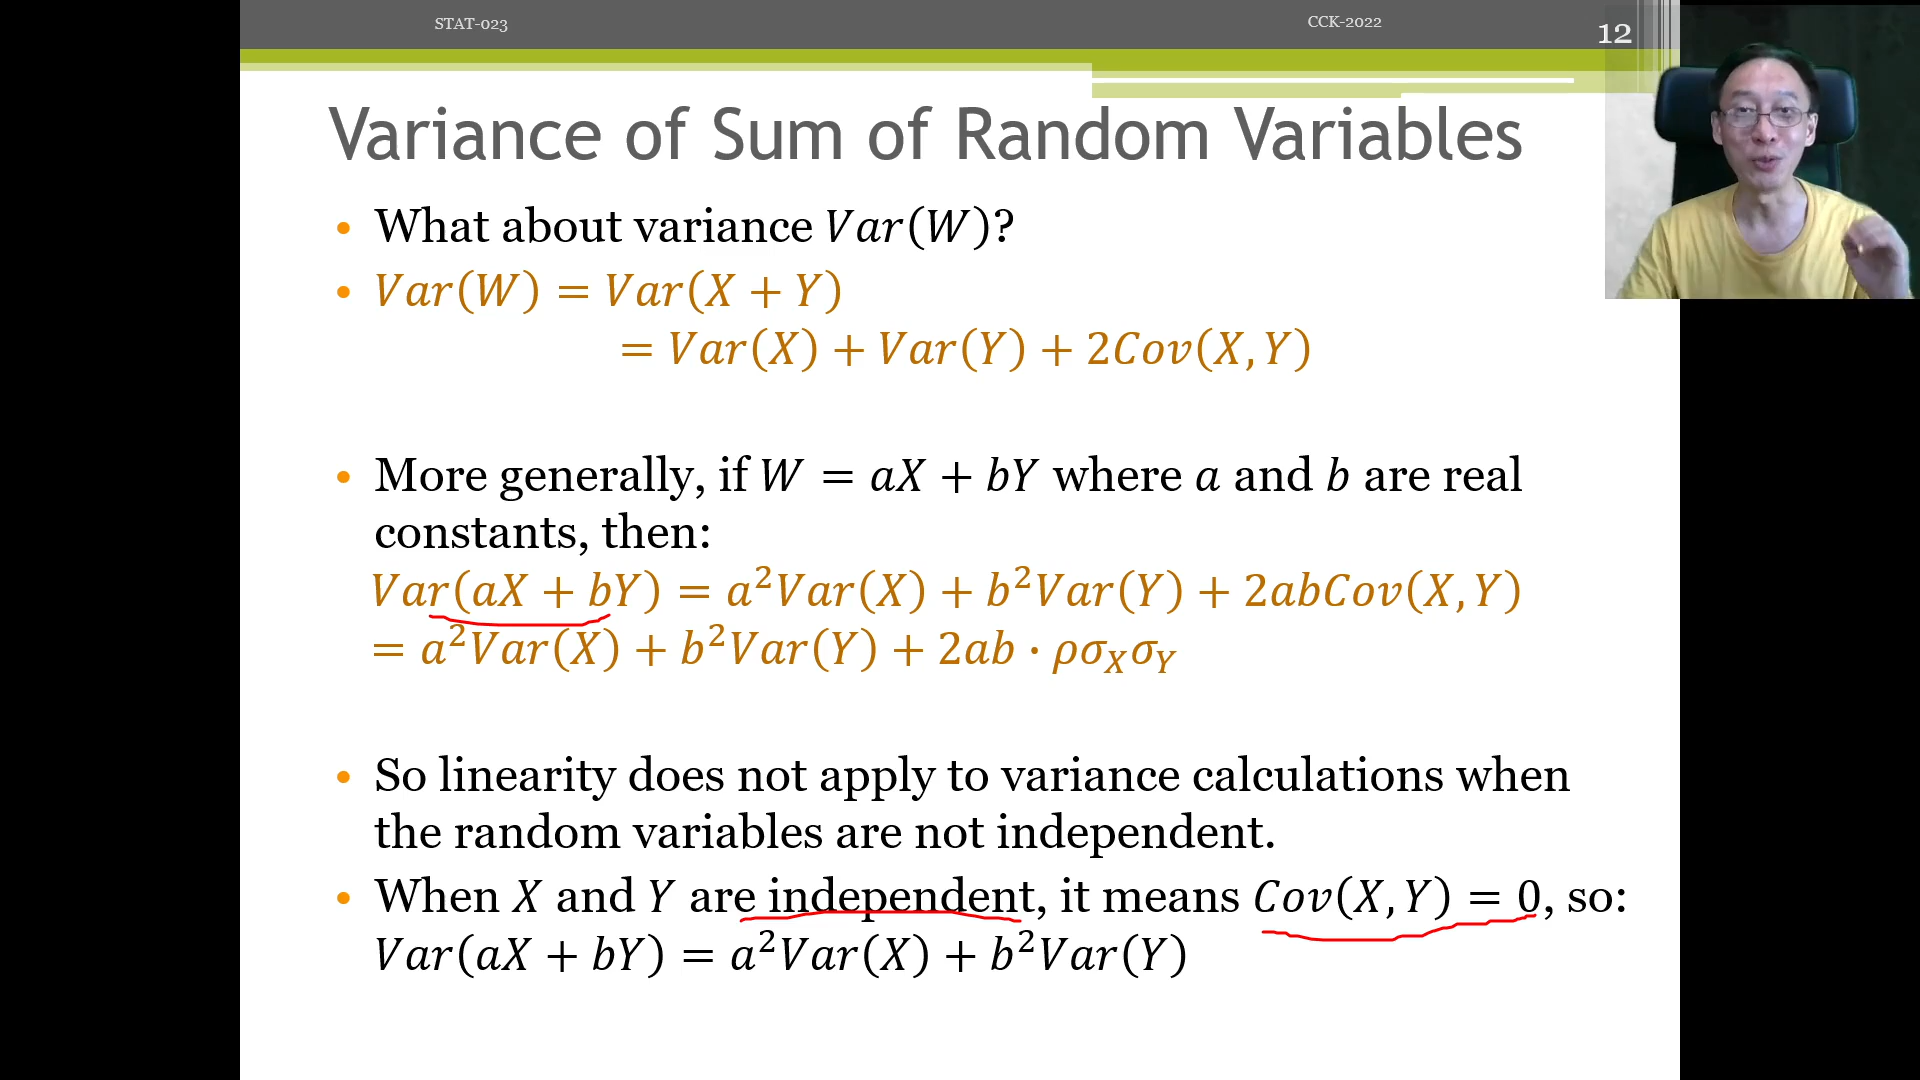 STAT-023 CCK-2022 12
Variance of Sum of Random Variables
• What about variance 𝑉𝑎𝑟(𝑊)?
• 𝑉𝑎𝑟(𝑊) = 𝑉𝑎𝑟(𝑋 + 𝑌)
= 𝑉𝑎𝑟(𝑋) + 𝑉𝑎𝑟(𝑌) + 2𝐶𝑜𝑣(𝑋, 𝑌)
• More generally, if 𝑊 = 𝑎𝑋 + 𝑏𝑌 where 𝑎 and 𝑏 are real
constants, then:
𝑉𝑎𝑟(𝑎𝑋 + 𝑏𝑌) = 𝑎²𝑉𝑎𝑟(𝑋) + 𝑏²𝑉𝑎𝑟(𝑌) + 2𝑎𝑏𝐶𝑜𝑣(𝑋, 𝑌)
= 𝑎²𝑉𝑎𝑟(𝑋) + 𝑏²𝑉𝑎𝑟(𝑌) + 2𝑎𝑏 · 𝜌𝜎_𝑋𝜎_𝑌
• So linearity does not apply to variance calculations when
the random variables are not independent.
• When 𝑋 and 𝑌 are independent, it means 𝐶𝑜𝑣(𝑋, 𝑌) = 0, so:
𝑉𝑎𝑟(𝑎𝑋 + 𝑏𝑌) = 𝑎²𝑉𝑎𝑟(𝑋) + 𝑏²𝑉𝑎𝑟(𝑌)